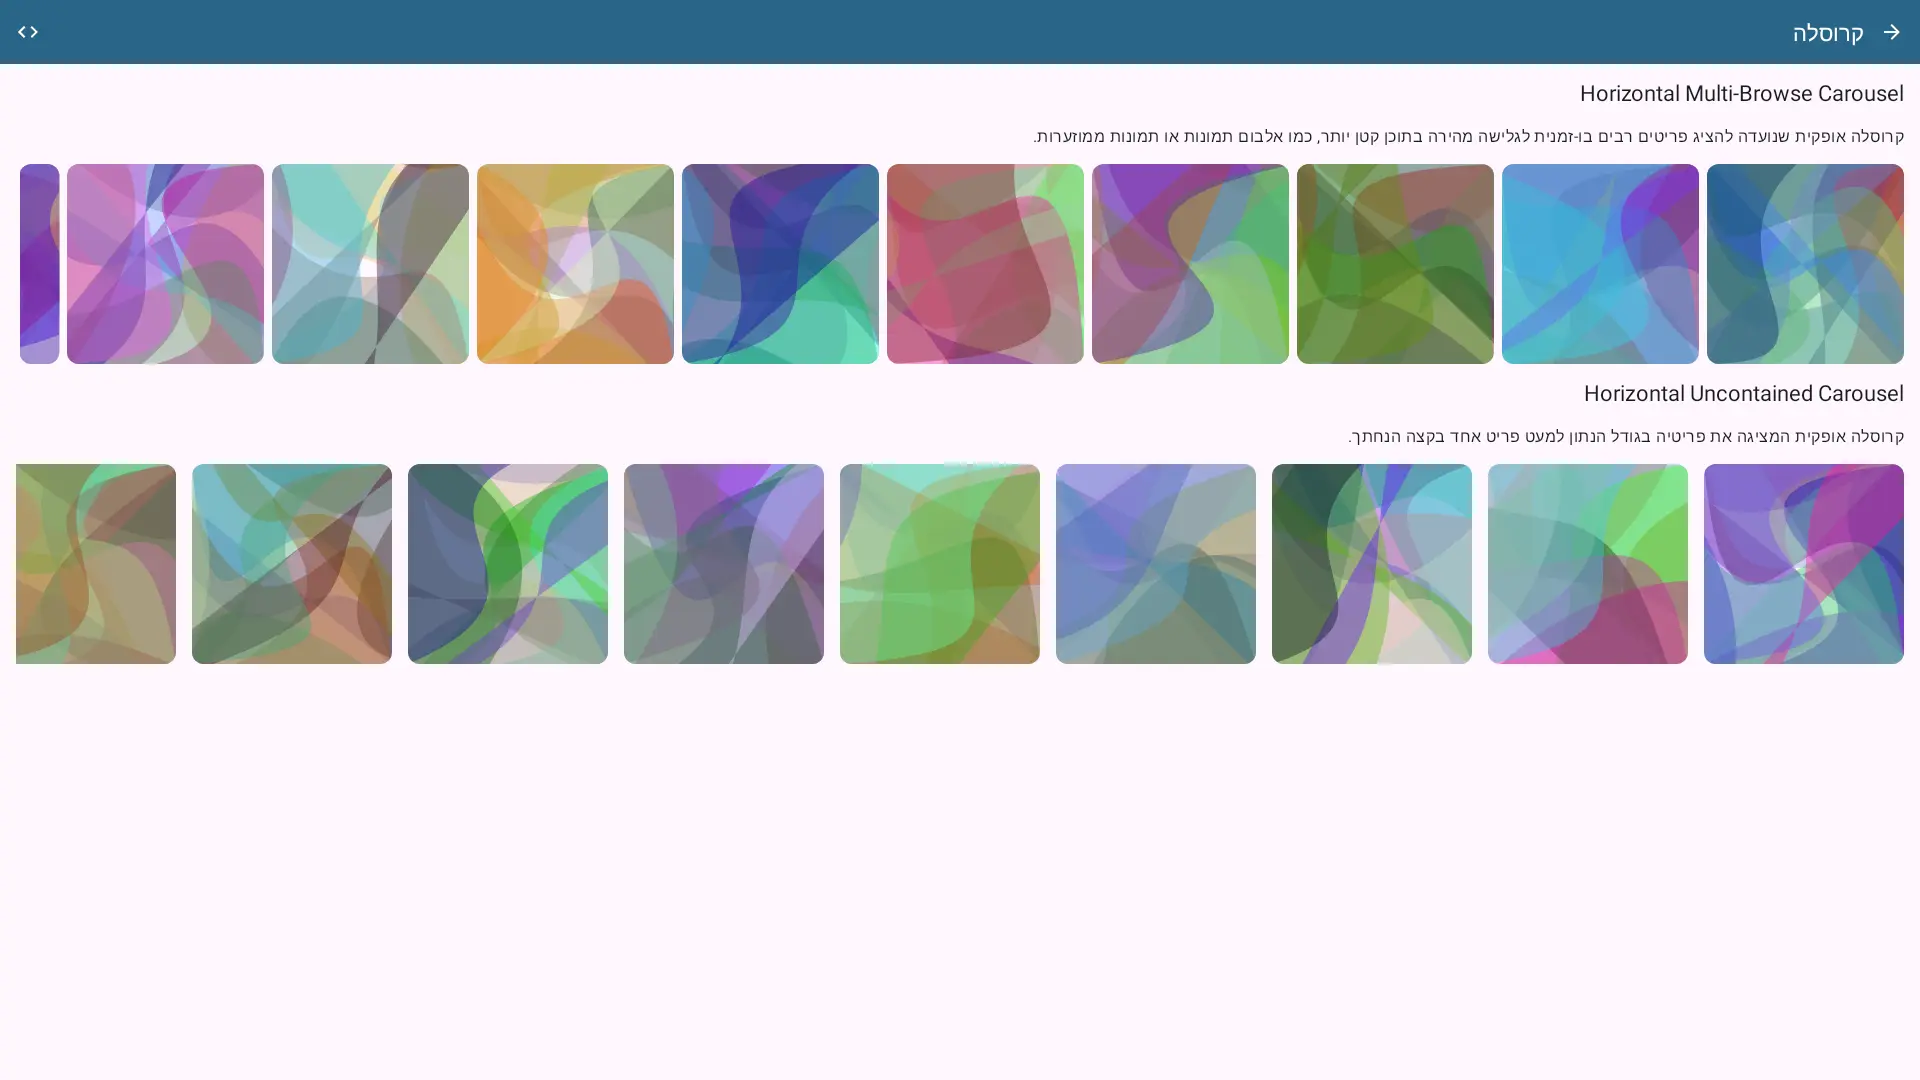 קרוסלה
Horizontal Multi-Browse Carousel
קרוסלה אופקית שנועדה להציג פריטים רבים בו-זמנית לגלישה מהירה בתוכן קטן יותר, כמו אלבום תמונות או תמונות ממוזערות.
Horizontal Uncontained Carousel
קרוסלה אופקית המציגה את פריטיה בגודל הנתון למעט פריט אחד בקצה הנחתך.